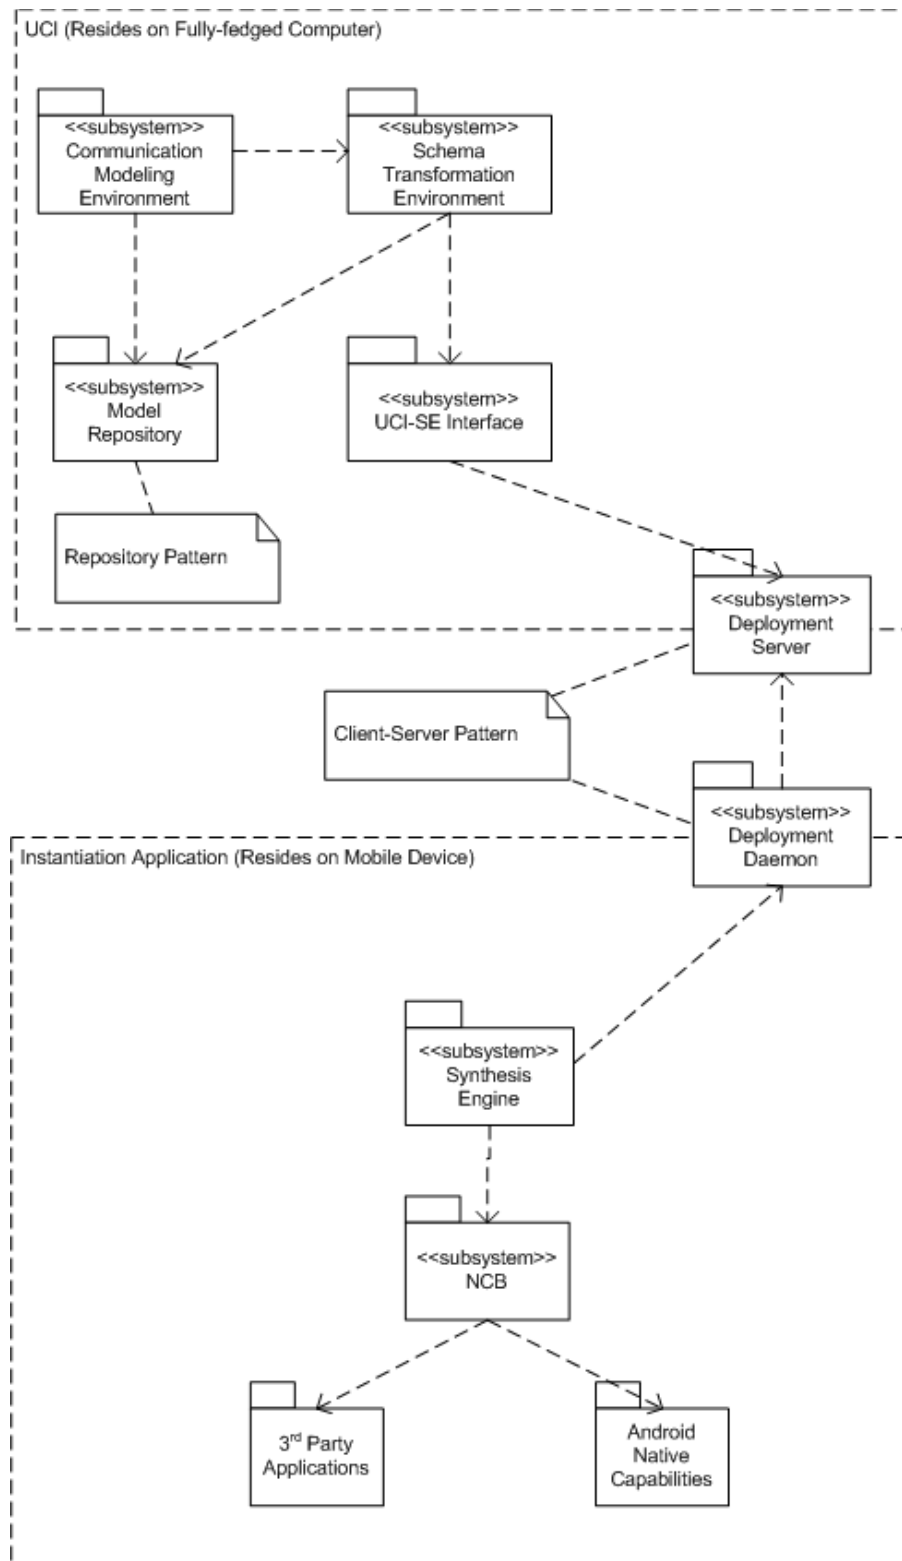 UCI (Resides on Fully-fedged Computer)
<<subsystem>>
Communication
Modeling
Environment
<<subsystem>>
Schema
Transformation
Environment
<<subsystem>>
Model
Repository
<<subsystem>>
UCI-SE Interface
Repository Pattern
<<subsystem>>
Deployment
Server
Client-Server Pattern
<<subsystem>>
Deployment
Daemon
Instantiation Application (Resides on Mobile Device)
<<subsystem>>
Synthesis
Engine
<<subsystem>>
NCB
3rd Party
Applications
Android
Native
Capabilities